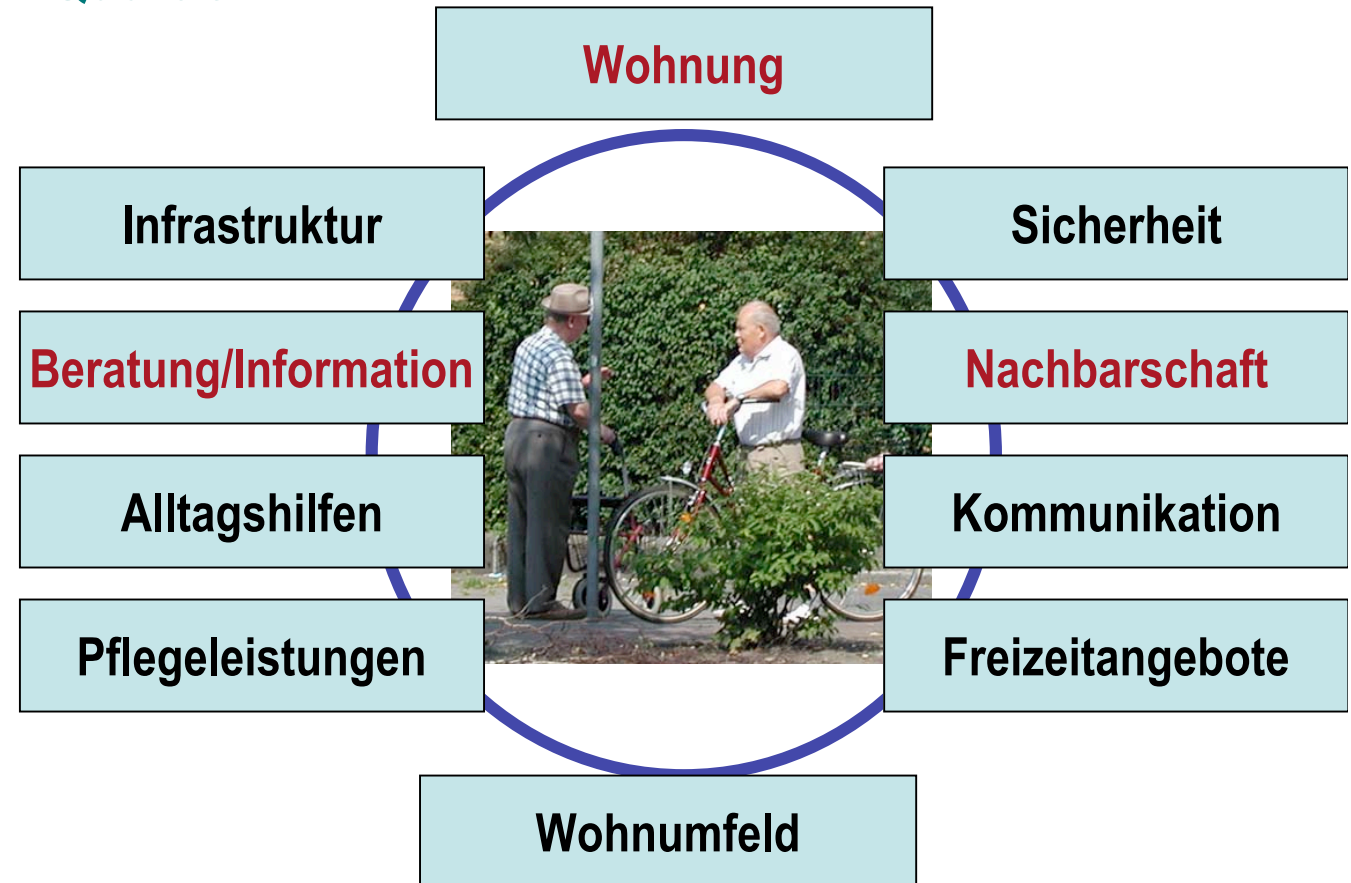 Wohnung
Infrastruktur
Sicherheit
Beratung/Information
Nachbarschaft
Alltagshilfen
Kommunikation
Pflegeleistungen
Freizeitangebote
Wohnumfeld